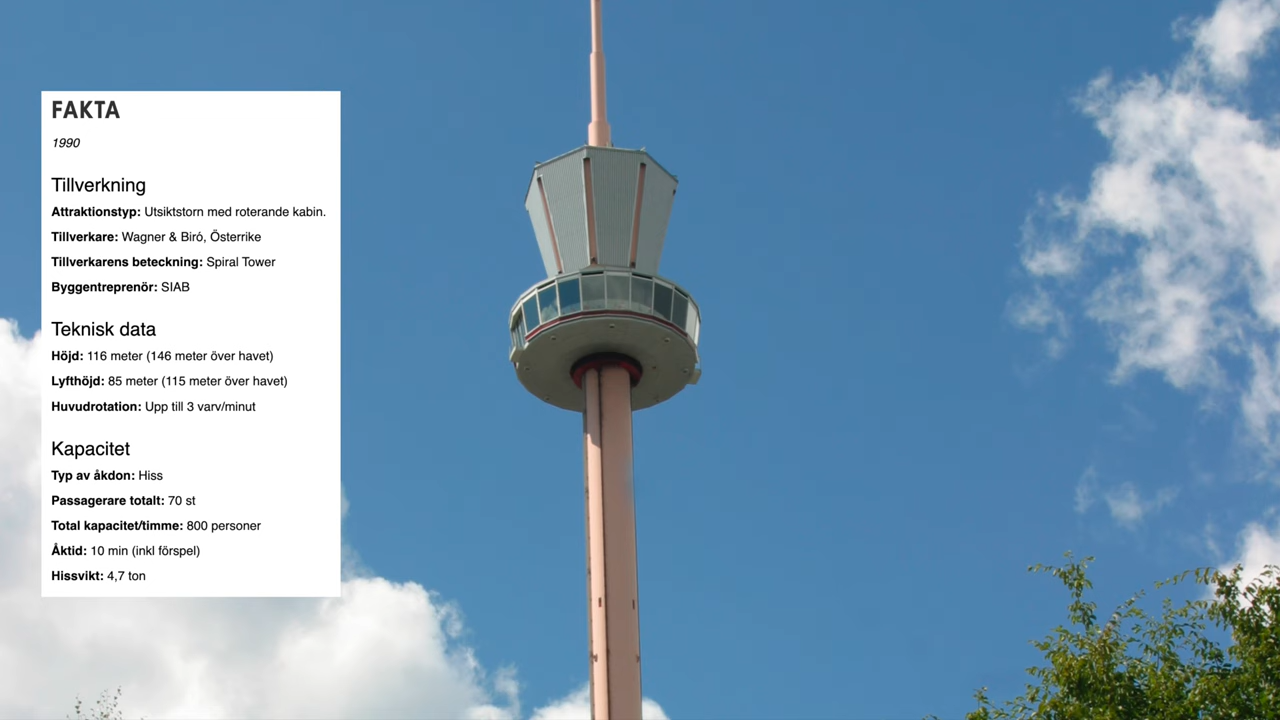 FAKTA
1990
Tillverkning
Attraktionstyp: Utsiktstorn med roterande kabin.
Tillverkare: Wagner & Biró, Österrike
Tillverkarens beteckning: Spiral Tower
Byggentreprenör: SIAB
Teknisk data
Höjd: 116 meter (146 meter över havet)
Lyfthöjd: 85 meter (115 meter över havet)
Huvudrotation: Upp till 3 varv/minut
Kapacitet
Typ av åkdon: Hiss
Passagerare totalt: 70 st
Total kapacitet/timme: 800 personer
Åktid: 10 min (inkl förspel)
Hissvikt: 4,7 ton